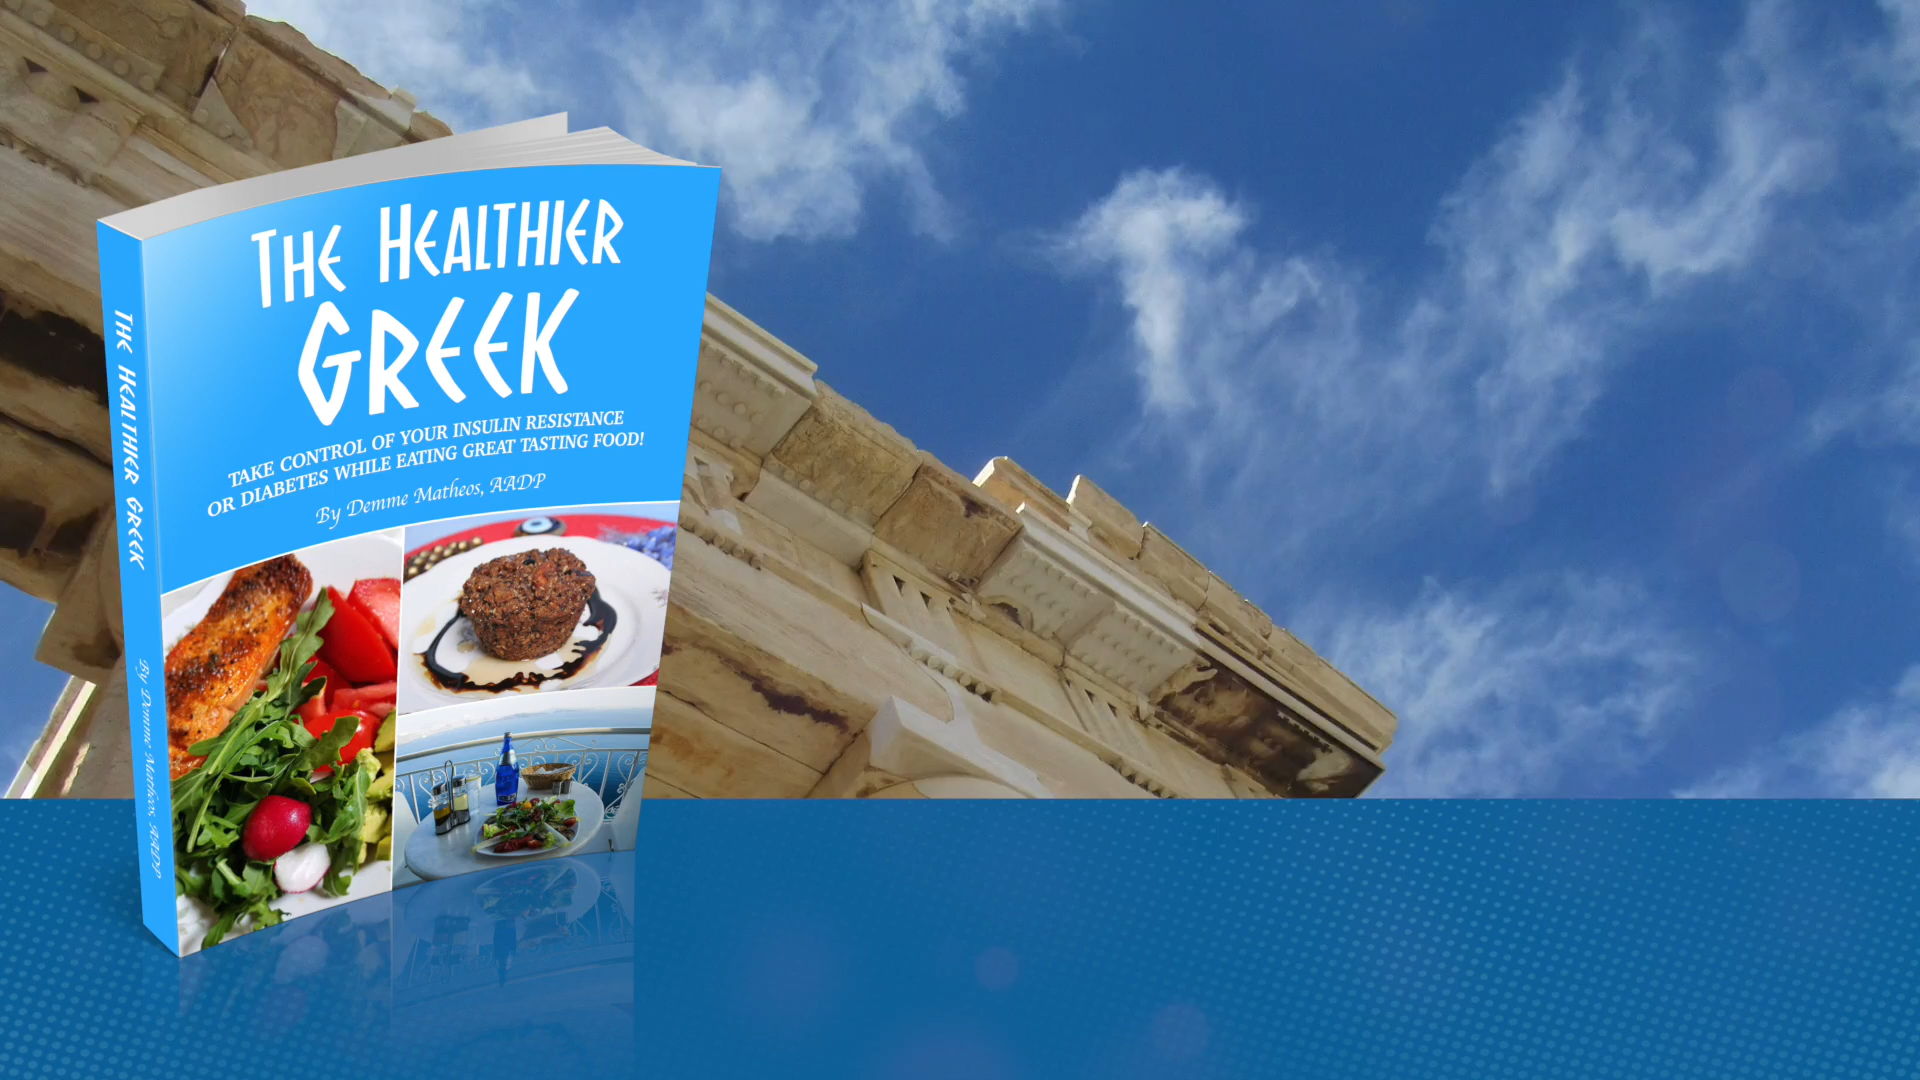 The Healthier
Greek
TAKE CONTROL OF YOUR INSULIN RESISTANCE
OR DIABETES WHILE EATING GREAT TASTING FOOD!
By Demme Matheos, AADP
The Healthier Greek
By Demme Matheos, AADP